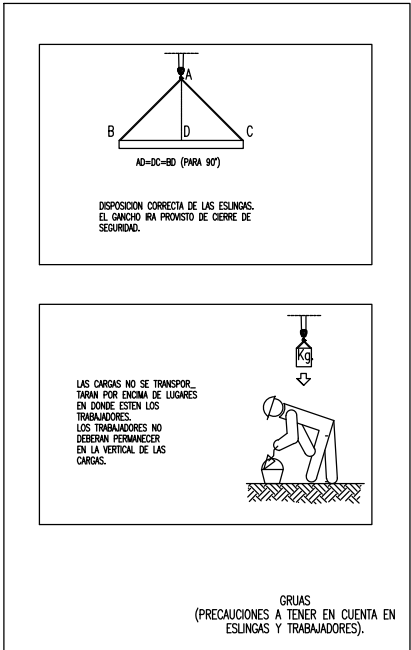 A
B
D
C
AD=DC=BD (PARA 90°)
DISPOSICION CORRECTA DE LAS ESLINGAS.
EL GANCHO IRA PROVISTO DE CIERRE DE
SEGURIDAD.
Kg.
LAS CARGAS NO SE TRANSPOR_
TARAN POR ENCIMA DE LUGARES
EN DONDE ESTEN LOS
TRABAJADORES.
LOS TRABAJADORES NO
DEBERAN PERMANECER
EN LA VERTICAL DE LAS
CARGAS.
GRUAS
(PRECAUCIONES A TENER EN CUENTA EN
ESLINGAS Y TRABAJADORES).